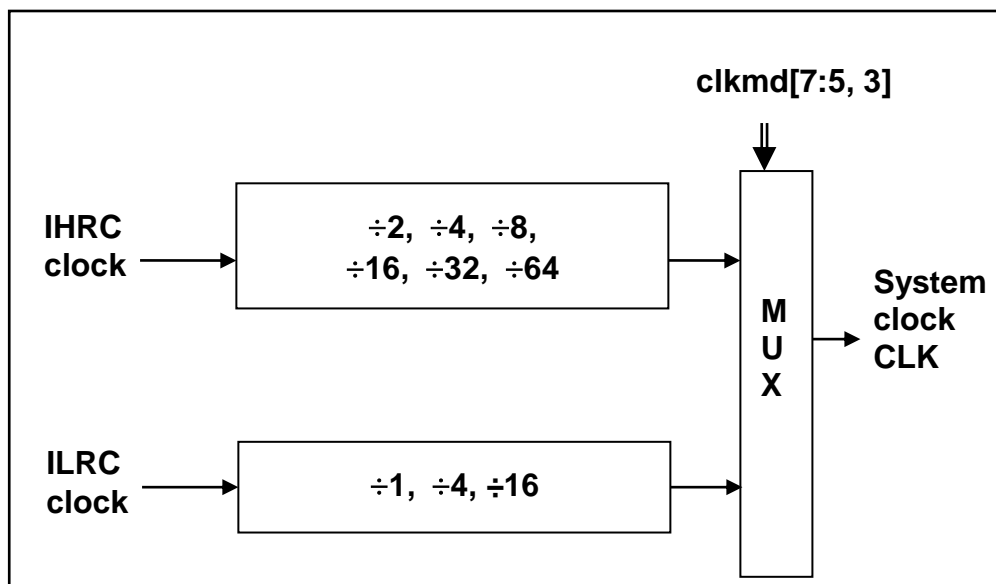 clkmd[7:5, 3]
IHRC
clock
÷2, ÷4, ÷8,
÷16, ÷32, ÷64
M
U
X
System
clock
CLK
ILRC
clock
÷1, ÷4, ÷16